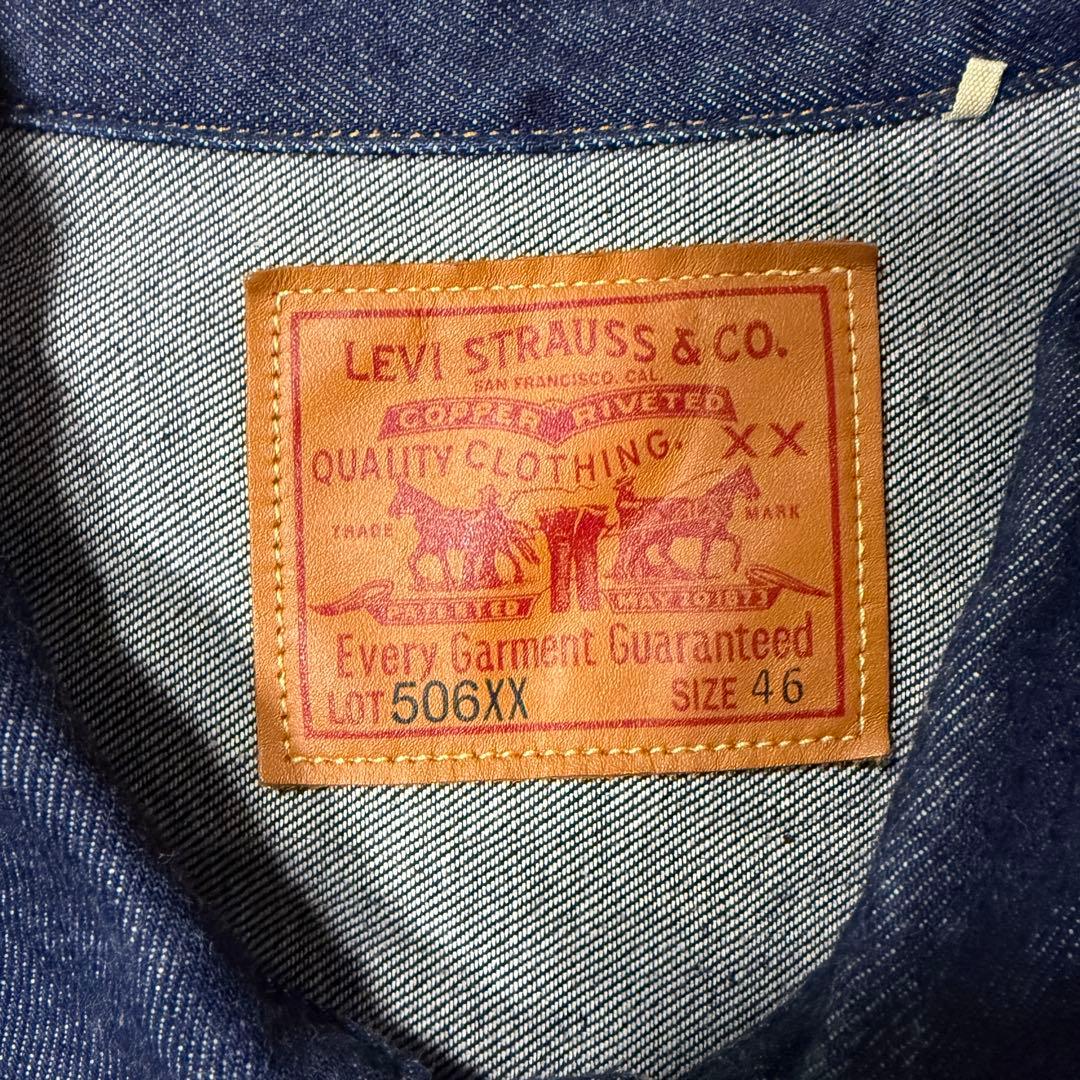 LEVI STRAUSS & CO.
SAN FRANCISCO, CAL.
COPPER RIVETED
QUALITY CLOTHING. XX
TRADE MARK
PATENTED MAY 20 1873
Every Garment Guaranteed
LOT 506XX SIZE 46